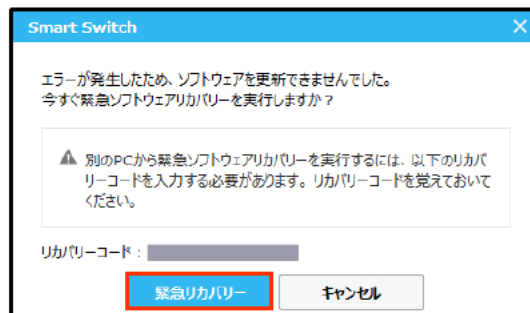 Smart Switch
エラーが発生したため、ソフトウェアを更新できませんでした。
今すぐ緊急ソフトウェアリカバリーを実行しますか？
別のPCから緊急ソフトウェアリカバリーを実行するには、以下のリカバ
リーコードを入力する必要があります。リカバリーコードを覚えておいて
ください。
リカバリーコード：
緊急リカバリー キャンセル